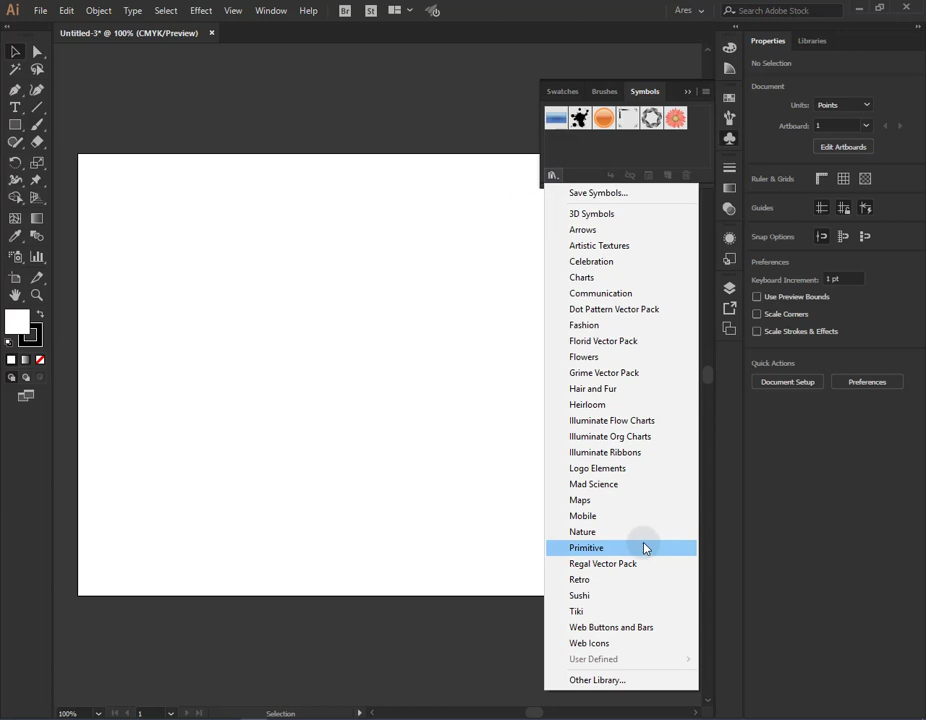 Ai File Edit Object Type Select Effect View Window Help Br St Ares Search Adobe Stock
Untitled-3* @ 100% (CMYK/Preview)
Properties Libraries
No Selection
Document
Units: Points
Artboard: 1
Edit Artboards
Ruler & Grids
Guides
Snap Options
Preferences
Keyboard Increment: 1 pt
Use Preview Bounds
Scale Corners
Scale Strokes & Effects
Quick Actions
Document Setup Preferences
Swatches Brushes Symbols
Save Symbols...
3D Symbols
Arrows
Artistic Textures
Celebration
Charts
Communication
Dot Pattern Vector Pack
Fashion
Florid Vector Pack
Flowers
Grime Vector Pack
Hair and Fur
Heirloom
Illuminate Flow Charts
Illuminate Org Charts
Illuminate Ribbons
Logo Elements
Mad Science
Maps
Mobile
Nature
Primitive
Regal Vector Pack
Retro
Sushi
Tiki
Web Buttons and Bars
Web Icons
User Defined
Other Library...
100% 1 Selection